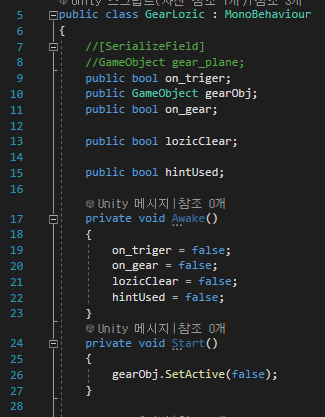 Unity 스크립트(자산 참조 1개)|참조 3개
5 public class GearLozic : MonoBehaviour
6 {
7 //[SerializeField]
8 //GameObject gear_plane;
9 public bool on_triger;
10 public GameObject gearObj;
11 public bool on_gear;
12
13 public bool lozicClear;
14
15 public bool hintUsed;
16
Unity 메시지|참조 0개
17 private void Awake()
18 {
19 on_triger = false;
20 on_gear = false;
21 lozicClear = false;
22 hintUsed = false;
23 }
Unity 메시지|참조 0개
24 private void Start()
25 {
26 gearObj.SetActive(false);
27 }
28